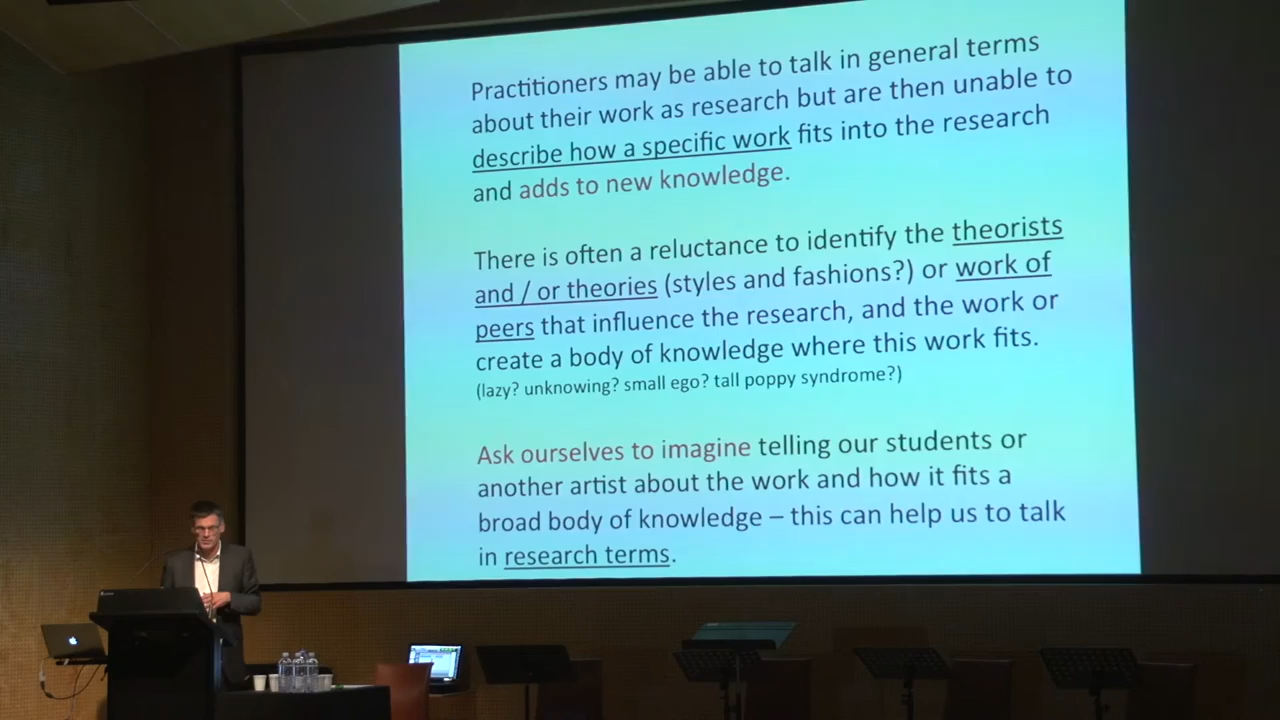 Practitioners may be able to talk in general terms
about their work as research but are then unable to
describe how a specific work fits into the research
and adds to new knowledge.
There is often a reluctance to identify the theorists
and / or theories (styles and fashions?) or work of
peers that influence the research, and the work or
create a body of knowledge where this work fits.
(lazy? unknowing? small ego? tall poppy syndrome?)
Ask ourselves to imagine telling our students or
another artist about the work and how it fits a
broad body of knowledge – this can help us to talk
in research terms.